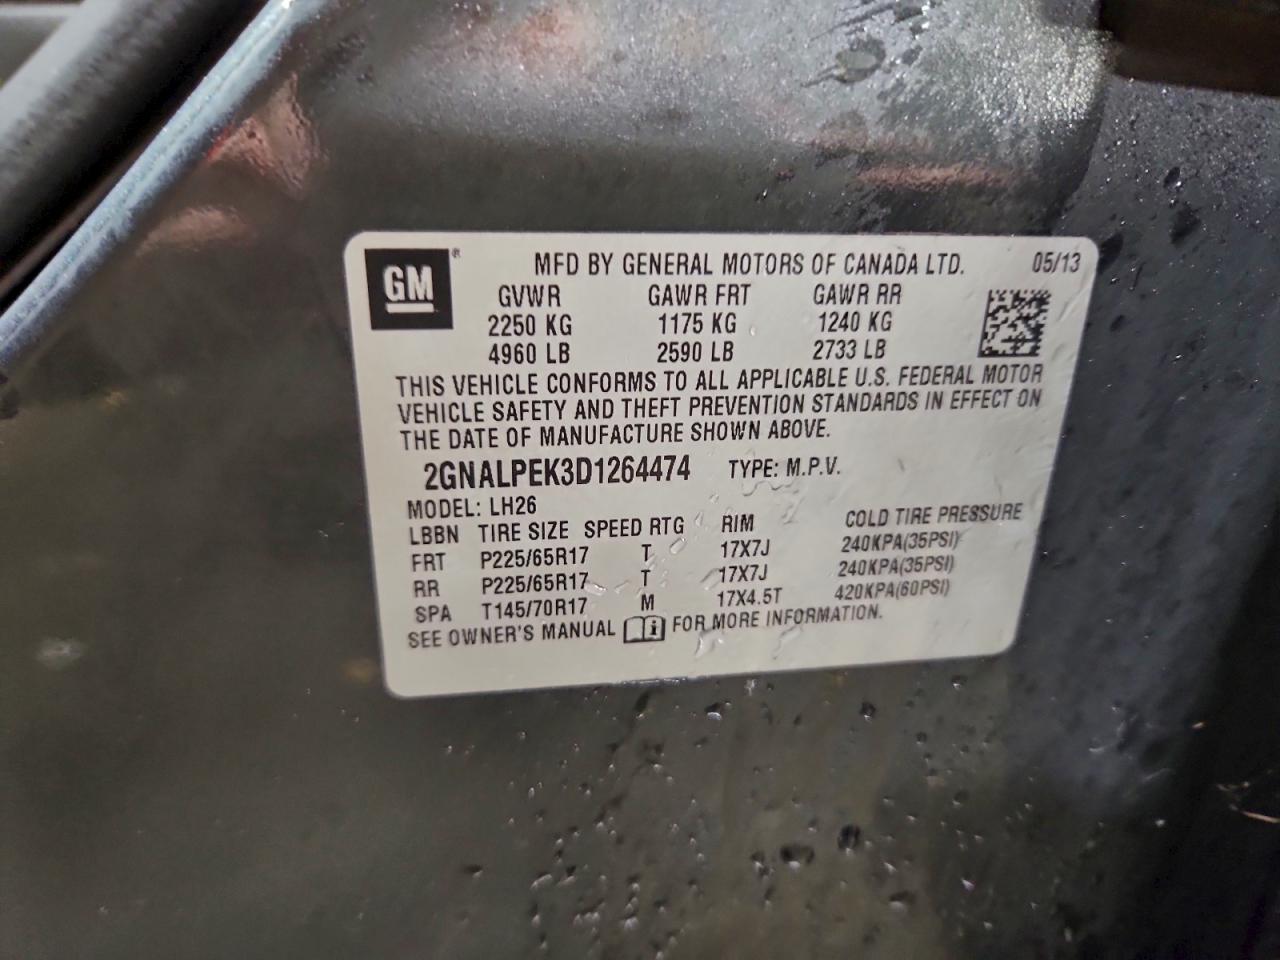 GM ® MFD BY GENERAL MOTORS OF CANADA LTD. 05/13
GVWR GAWR FRT GAWR RR
2250 KG 1175 KG 1240 KG
4960 LB 2590 LB 2733 LB
THIS VEHICLE CONFORMS TO ALL APPLICABLE U.S. FEDERAL MOTOR
VEHICLE SAFETY AND THEFT PREVENTION STANDARDS IN EFFECT ON
THE DATE OF MANUFACTURE SHOWN ABOVE.
2GNALPEK3D1264474 TYPE: M.P.V.
MODEL: LH26
LBBN TIRE SIZE SPEED RTG RIM COLD TIRE PRESSURE
FRT P225/65R17 T 17X7J 240KPA(35PSI)
RR P225/65R17 T 17X7J 240KPA(35PSI)
SPA T145/70R17 M 17X4.5T 420KPA(60PSI)
SEE OWNER'S MANUAL FOR MORE INFORMATION.